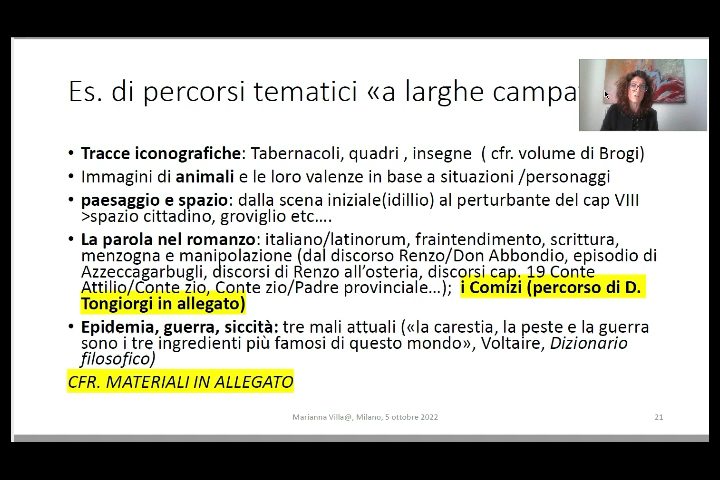 Es. di percorsi tematici «a larghe campa
• Tracce iconografiche: Tabernacoli, quadri , insegne ( cfr. volume di Brogi)
• Immagini di animali e le loro valenze in base a situazioni /personaggi
• paesaggio e spazio: dalla scena iniziale(idillio) al perturbante del cap VIII
>spazio cittadino, groviglio etc….
• La parola nel romanzo: italiano/latinorum, fraintendimento, scrittura,
menzogna e manipolazione (dal discorso Renzo/Don Abbondio, episodio di
Azzeccagarbugli, discorsi di Renzo all’osteria, discorsi cap. 19 Conte
Attilio/Conte zio, Conte zio/Padre provinciale…); i Comizi (percorso di D.
Tongiorgi in allegato)
• Epidemia, guerra, siccità: tre mali attuali («la carestia, la peste e la guerra
sono i tre ingredienti più famosi di questo mondo», Voltaire, Dizionario
filosofico)
CFR. MATERIALI IN ALLEGATO
Marianna Villa@, Milano, 5 ottobre 2022
21